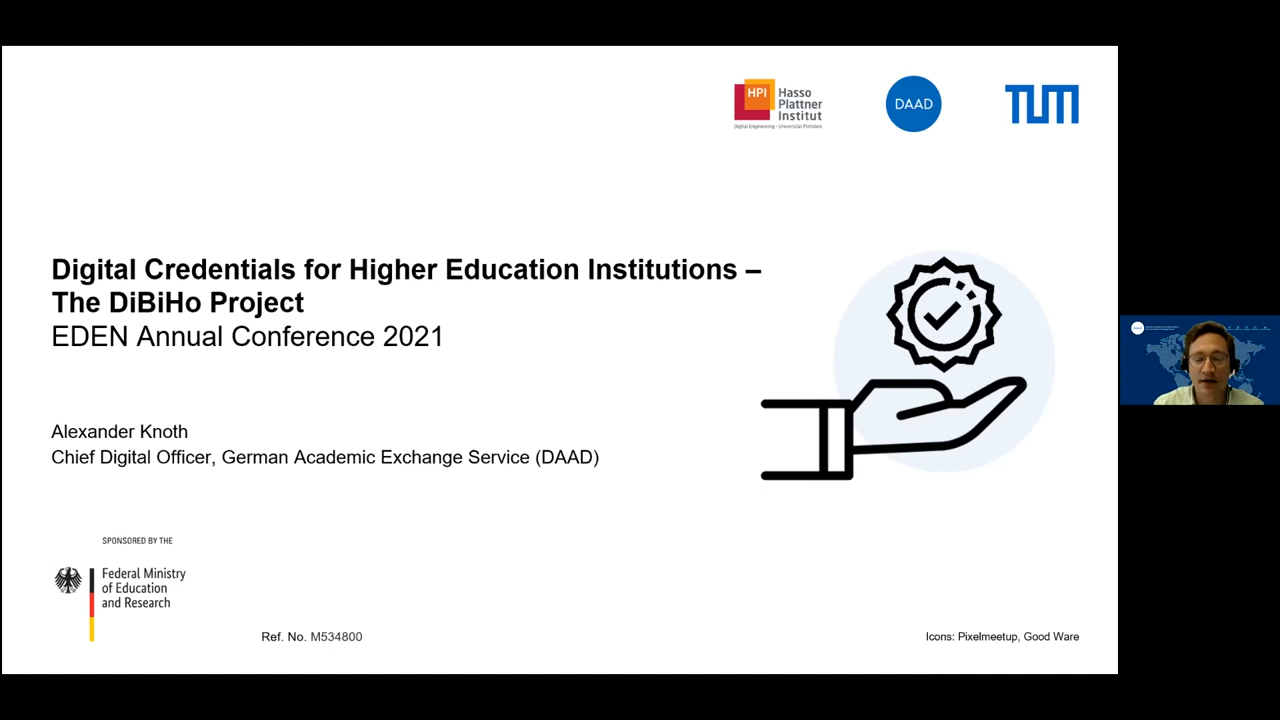 HPI
Hasso
Plattner
Institut
Digital Engineering • Universität Potsdam
DAAD
TUM
Digital Credentials for Higher Education Institutions –
The DiBiHo Project
EDEN Annual Conference 2021
Alexander Knoth
Chief Digital Officer, German Academic Exchange Service (DAAD)
SPONSORED BY THE
Federal Ministry
of Education
and Research
Ref. No. M534800
Icons: Pixelmeetup, Good Ware